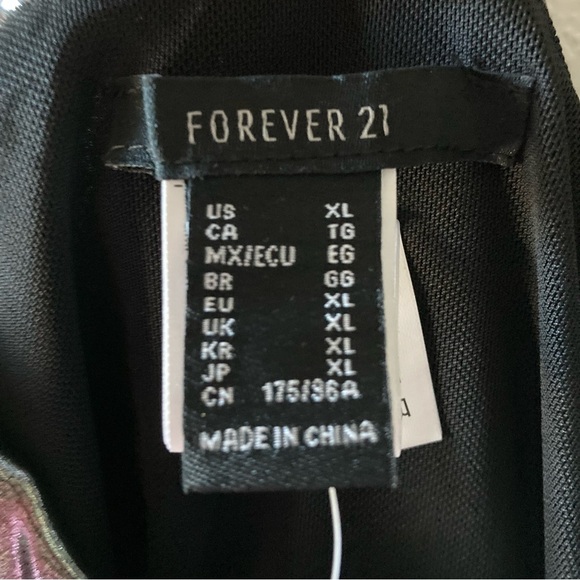 FOREVER 21
US XL
CA TG
MX/ECU EG
BR GG
EU XL
UK XL
KR XL
JP XL
CN 175/96A
MADE IN CHINA